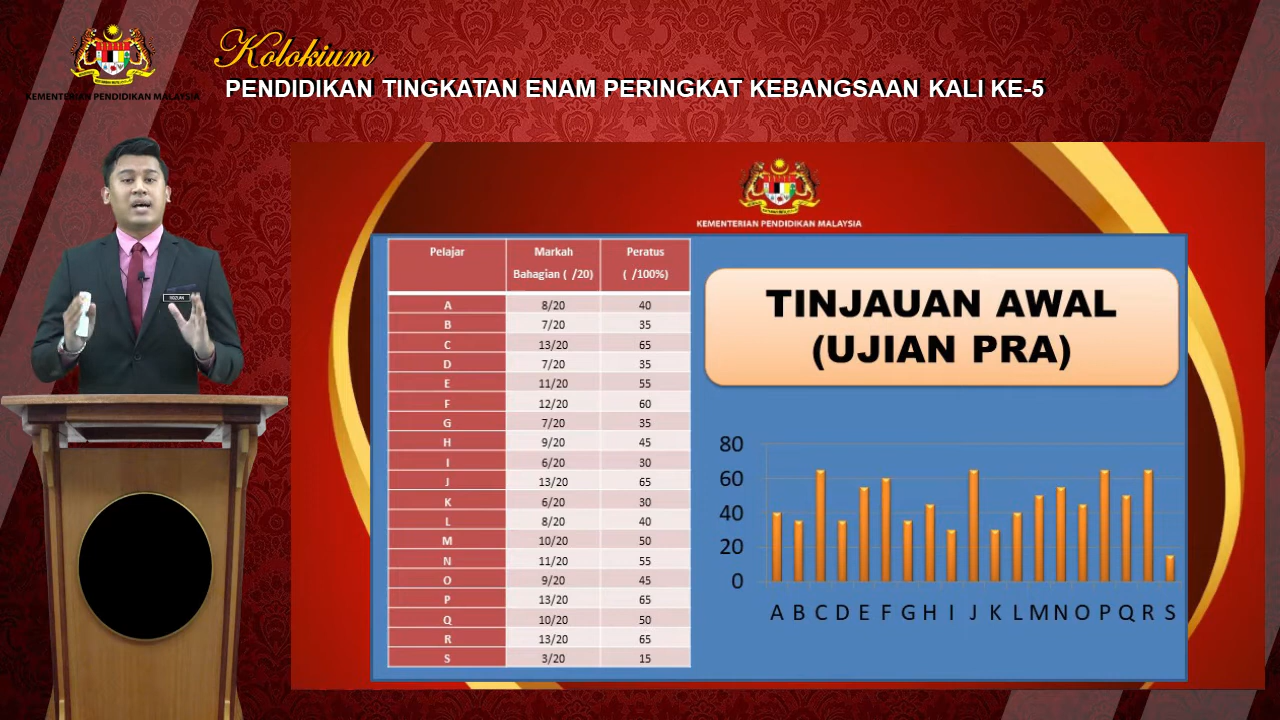 Kolokium
KEMENTERIAN PENDIDIKAN MALAYSIA
PENDIDIKAN TINGKATAN ENAM PERINGKAT KEBANGSAAN KALI KE-5
KEMENTERIAN PENDIDIKAN MALAYSIA
Pelajar Markah Peratus
Bahagian ( /20) ( /100%)
A 8/20 40
B 7/20 35
C 13/20 65
D 7/20 35
E 11/20 55
F 12/20 60
G 7/20 35
H 9/20 45
I 6/20 30
J 13/20 65
K 6/20 30
L 8/20 40
M 10/20 50
N 11/20 55
O 9/20 45
P 13/20 65
Q 10/20 50
R 13/20 65
S 3/20 15
TINJAUAN AWAL
(UJIAN PRA)
80
60
40
20
0
A B C D E F G H I J K L M N O P Q R S